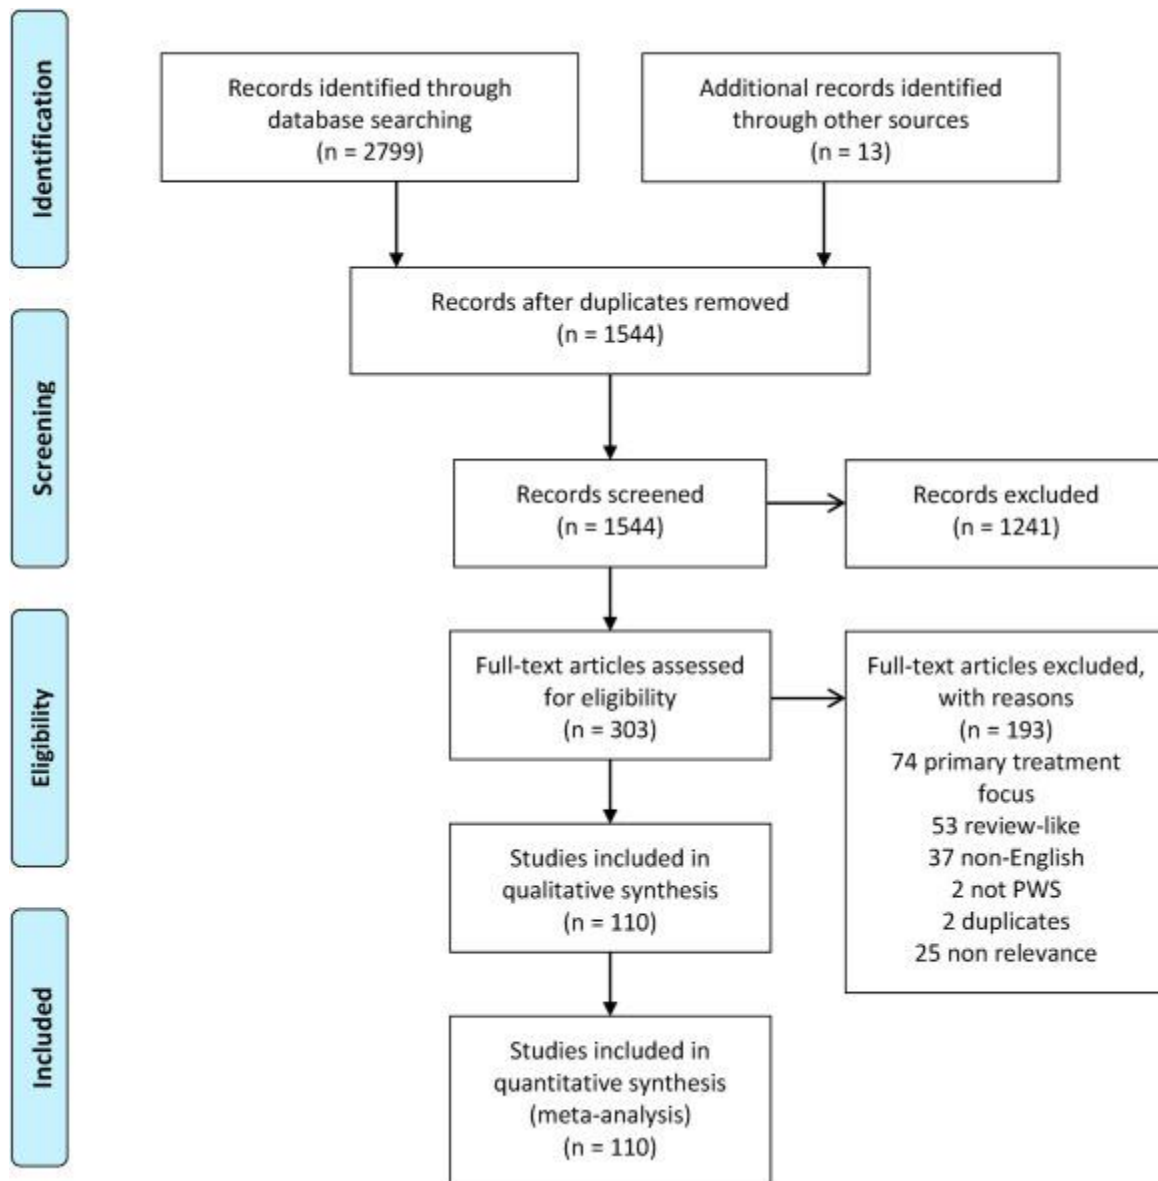 Identification
Records identified through
database searching
(n = 2799)
Additional records identified
through other sources
(n = 13)
Records after duplicates removed
(n = 1544)
Screening
Records screened
(n = 1544)
Records excluded
(n = 1241)
Eligibility
Full-text articles assessed
for eligibility
(n = 303)
Full-text articles excluded,
with reasons
(n = 193)
74 primary treatment
focus
53 review-like
37 non-English
2 not PWS
2 duplicates
25 non relevance
Studies included in
qualitative synthesis
(n = 110)
Included
Studies included in
quantitative synthesis
(meta-analysis)
(n = 110)